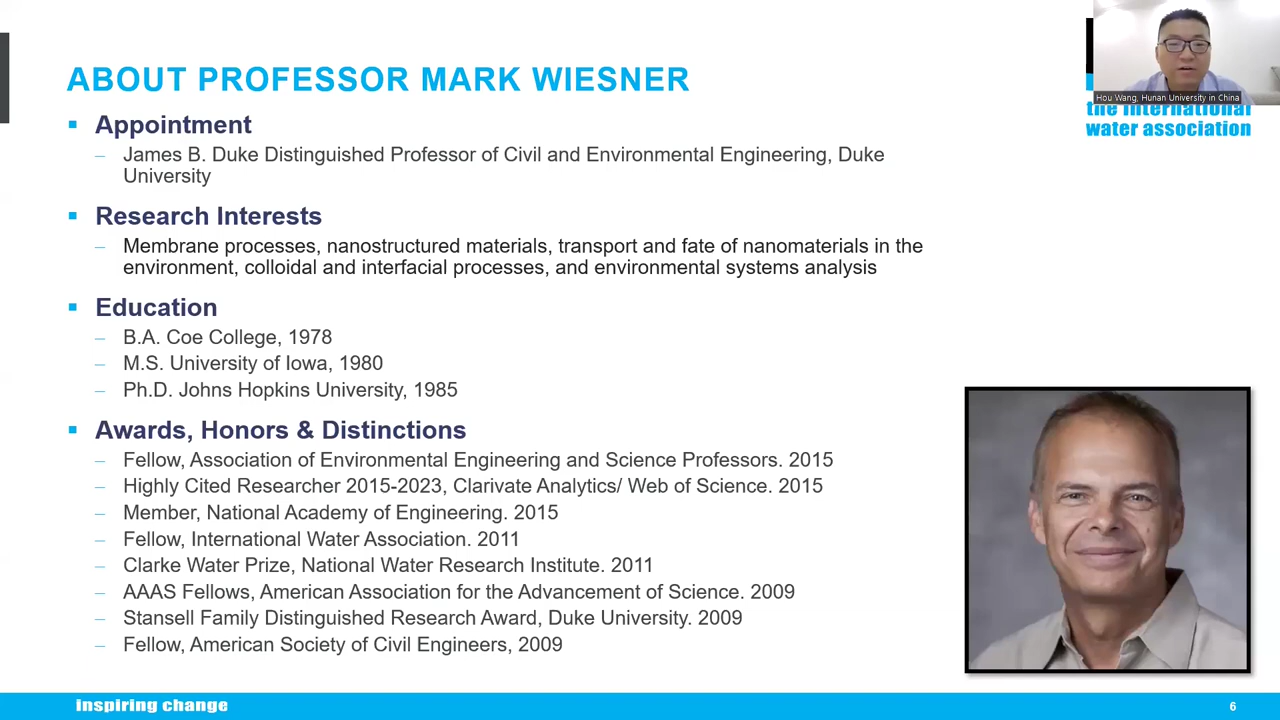 ABOUT PROFESSOR MARK WIESNER
Hou Wang, Hunan University in China
the international
water association
▪ Appointment
– James B. Duke Distinguished Professor of Civil and Environmental Engineering, Duke
University
▪ Research Interests
– Membrane processes, nanostructured materials, transport and fate of nanomaterials in the
environment, colloidal and interfacial processes, and environmental systems analysis
▪ Education
– B.A. Coe College, 1978
– M.S. University of Iowa, 1980
– Ph.D. Johns Hopkins University, 1985
▪ Awards, Honors & Distinctions
– Fellow, Association of Environmental Engineering and Science Professors. 2015
– Highly Cited Researcher 2015-2023, Clarivate Analytics/ Web of Science. 2015
– Member, National Academy of Engineering. 2015
– Fellow, International Water Association. 2011
– Clarke Water Prize, National Water Research Institute. 2011
– AAAS Fellows, American Association for the Advancement of Science. 2009
– Stansell Family Distinguished Research Award, Duke University. 2009
– Fellow, American Society of Civil Engineers, 2009
inspiring change
6